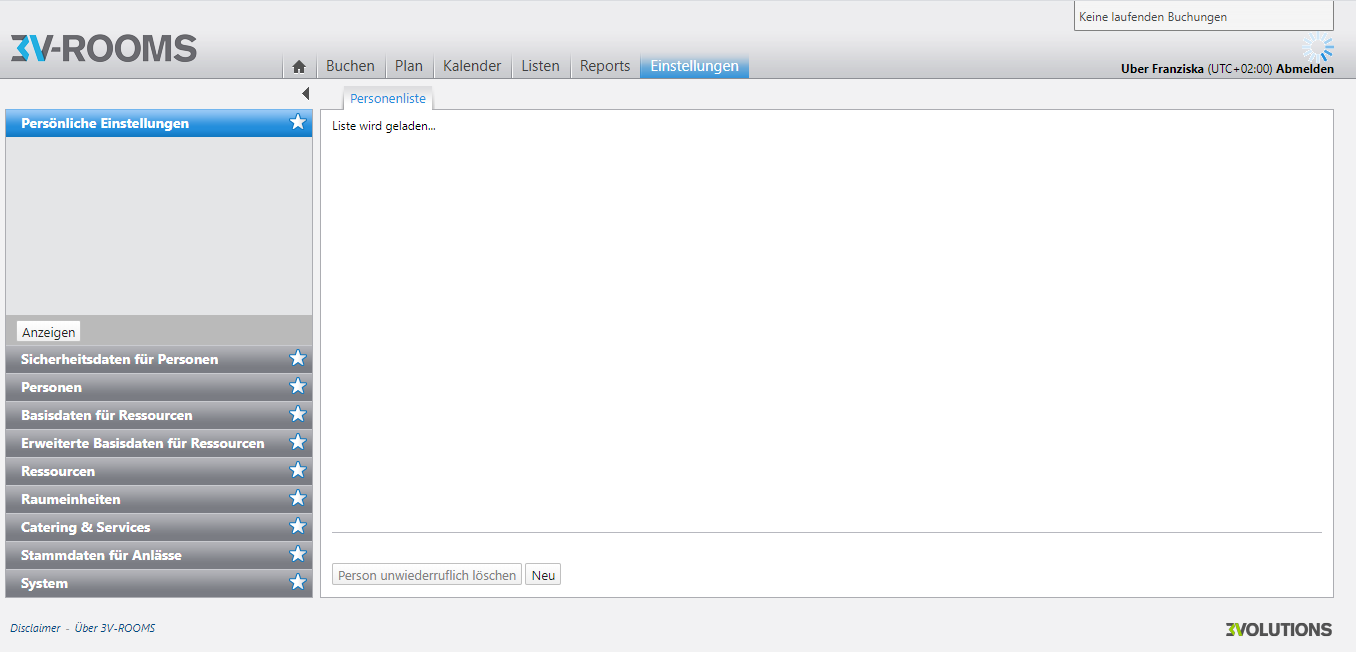 Keine laufenden Buchungen
3V-ROOMS
Buchen Plan Kalender Listen Reports Einstellungen
Uber Franziska (UTC+02:00) Abmelden
Personenliste
Persönliche Einstellungen
Liste wird geladen...
Anzeigen
Sicherheitsdaten für Personen
Personen
Basisdaten für Ressourcen
Erweiterte Basisdaten für Ressourcen
Ressourcen
Raumeinheiten
Catering & Services
Stammdaten für Anlässe
System
Person unwiederruflich löschen Neu
Disclaimer - Über 3V-ROOMS
3VOLUTIONS